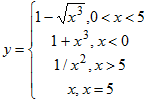 y = { 1 − √x³, 0 < x < 5
1 + x³, x < 0
1 / x², x > 5
x, x = 5